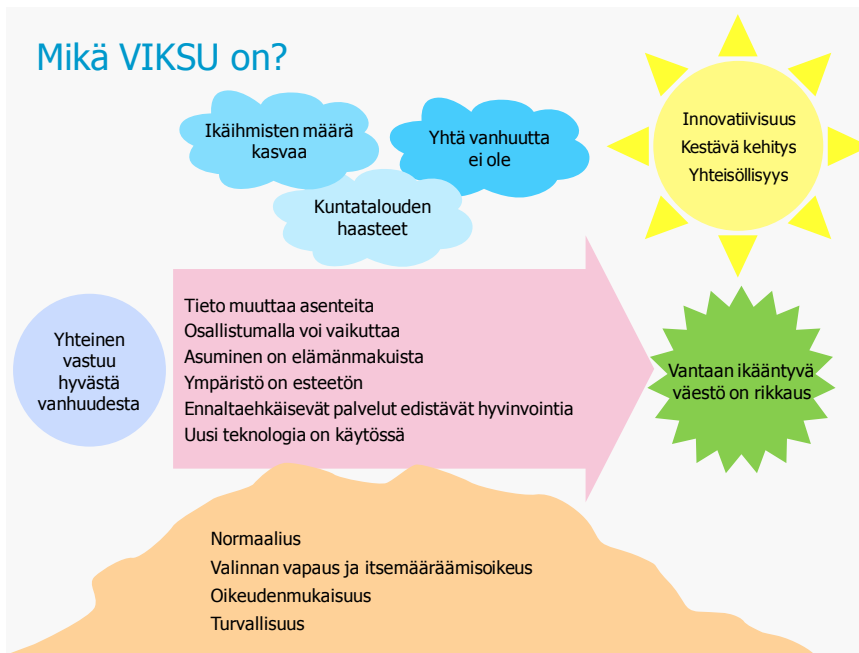 Mikä VIKSU on?
Ikäihmisten määrä
kasvaa
Yhtä vanhuutta
ei ole
Kuntatalouden
haasteet
Innovatiivisuus
Kestävä kehitys
Yhteisöllisyys
Yhteinen
vastuu
hyvästä
vanhuudesta
Tieto muuttaa asenteita
Osallistumalla voi vaikuttaa
Asuminen on elämänmakuista
Ympäristö on esteetön
Ennaltaehkäisevät palvelut edistävät hyvinvointia
Uusi teknologia on käytössä
Vantaan ikääntyvä
väestö on rikkaus
Normaalius
Valinnan vapaus ja itsemääräämisoikeus
Oikeudenmukaisuus
Turvallisuus